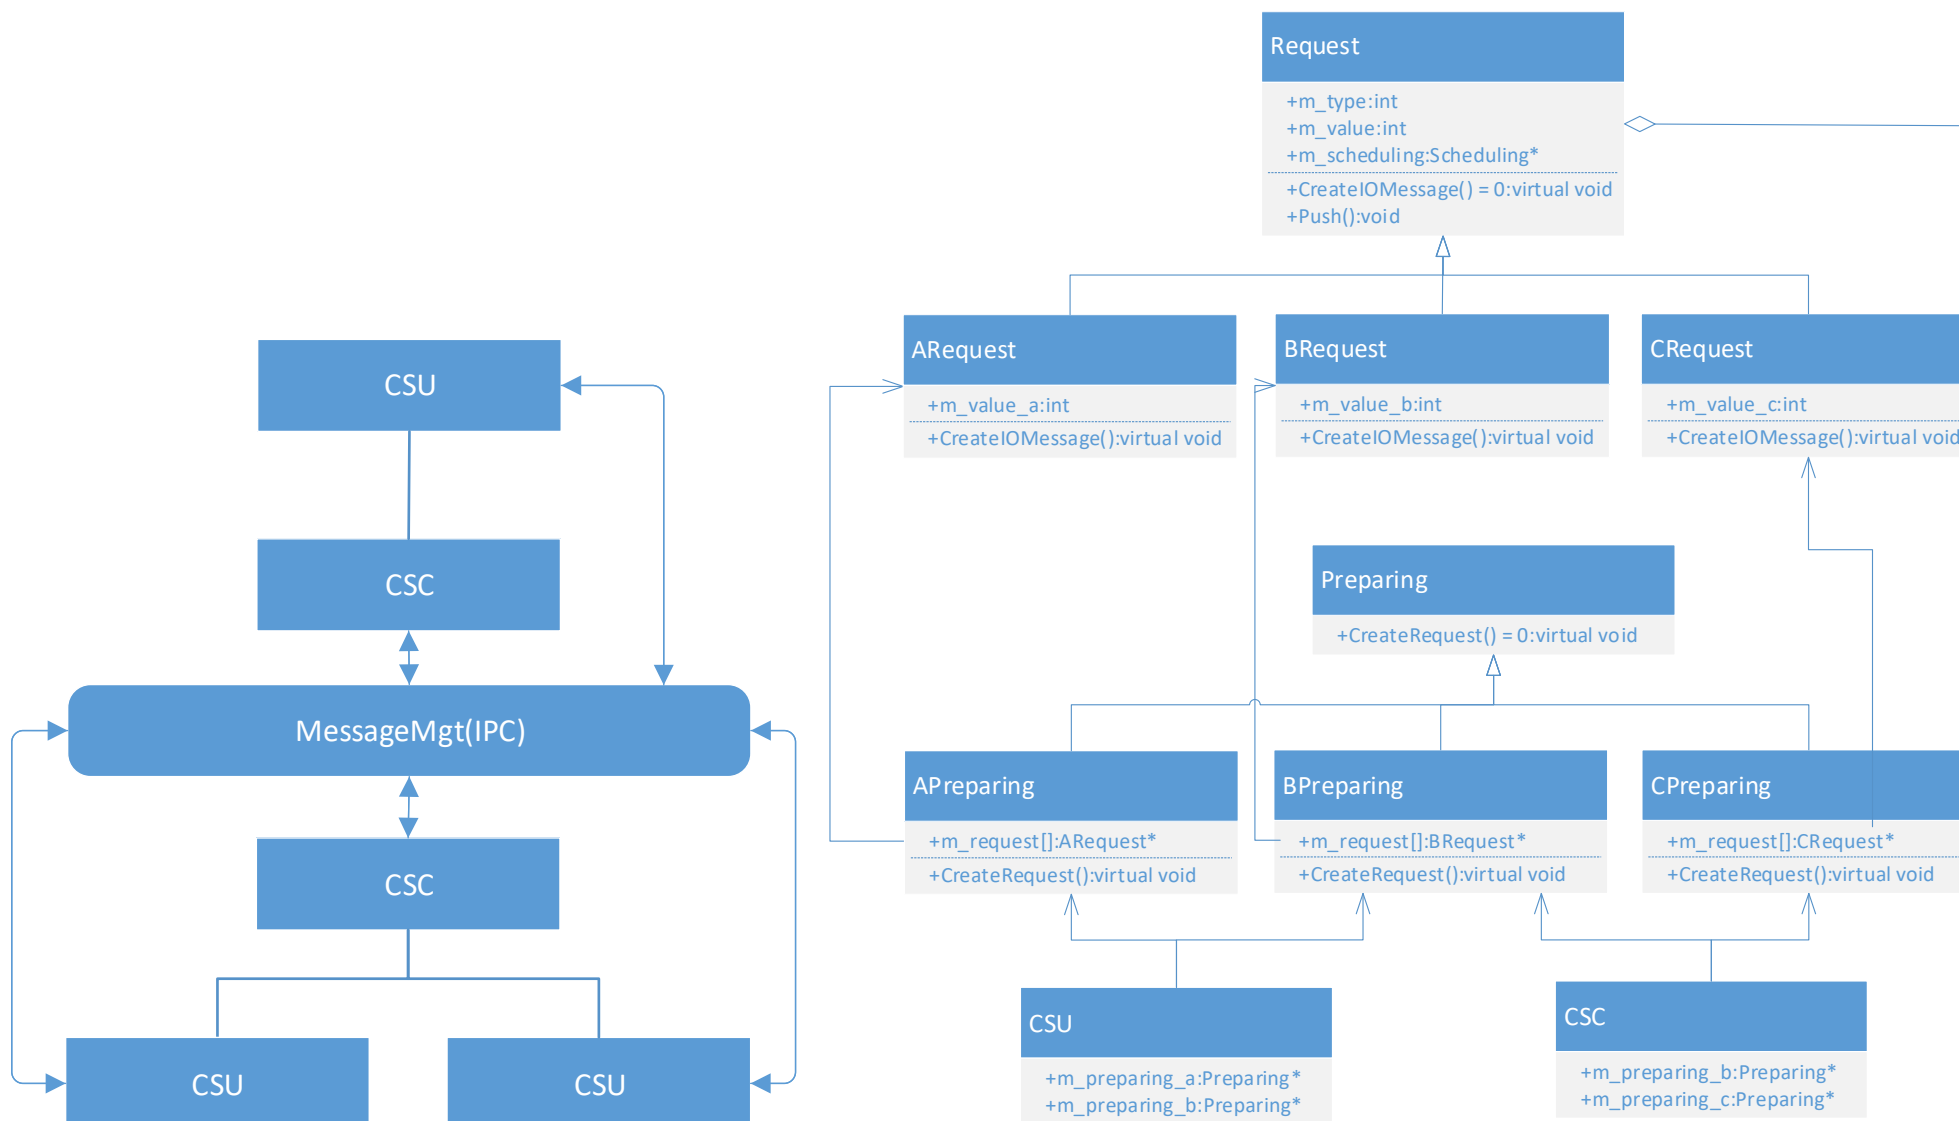 CSU
CSC
MessageMgt(IPC)
CSC
CSU
CSU
Request
+m_type:int
+m_value:int
+m_scheduling:Scheduling*
+CreateIOMessage() = 0:virtual void
+Push():void
ARequest
+m_value_a:int
+CreateIOMessage():virtual void
BRequest
+m_value_b:int
+CreateIOMessage():virtual void
CRequest
+m_value_c:int
+CreateIOMessage():virtual void
Preparing
+CreateRequest() = 0:virtual void
APreparing
+m_request[]:ARequest*
+CreateRequest():virtual void
BPreparing
+m_request[]:BRequest*
+CreateRequest():virtual void
CPreparing
+m_request[]:CRequest*
+CreateRequest():virtual void
CSU
+m_preparing_a:Preparing*
+m_preparing_b:Preparing*
CSC
+m_preparing_b:Preparing*
+m_preparing_c:Preparing*